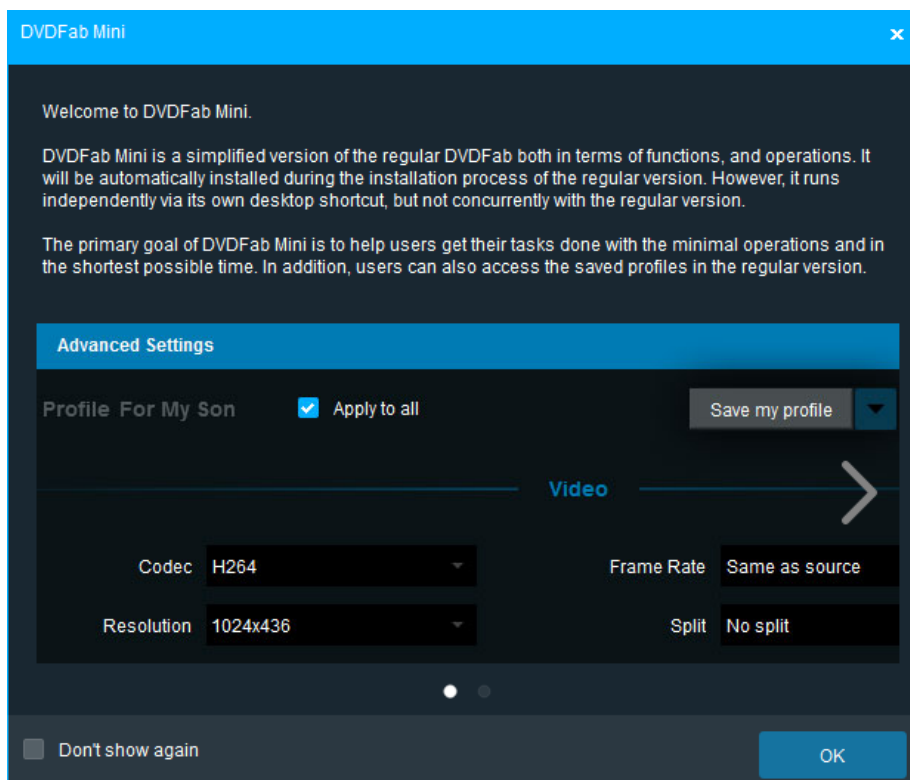 DVDFab Mini
x
Welcome to DVDFab Mini.
DVDFab Mini is a simplified version of the regular DVDFab both in terms of functions, and operations. It
will be automatically installed during the installation process of the regular version. However, it runs
independently via its own desktop shortcut, but not concurrently with the regular version.
The primary goal of DVDFab Mini is to help users get their tasks done with the minimal operations and in
the shortest possible time. In addition, users can also access the saved profiles in the regular version.
Advanced Settings
Profile For My Son
Apply to all
Save my profile
Video
Codec H264
Frame Rate Same as source
Resolution 1024x436
Split No split
Don't show again
OK